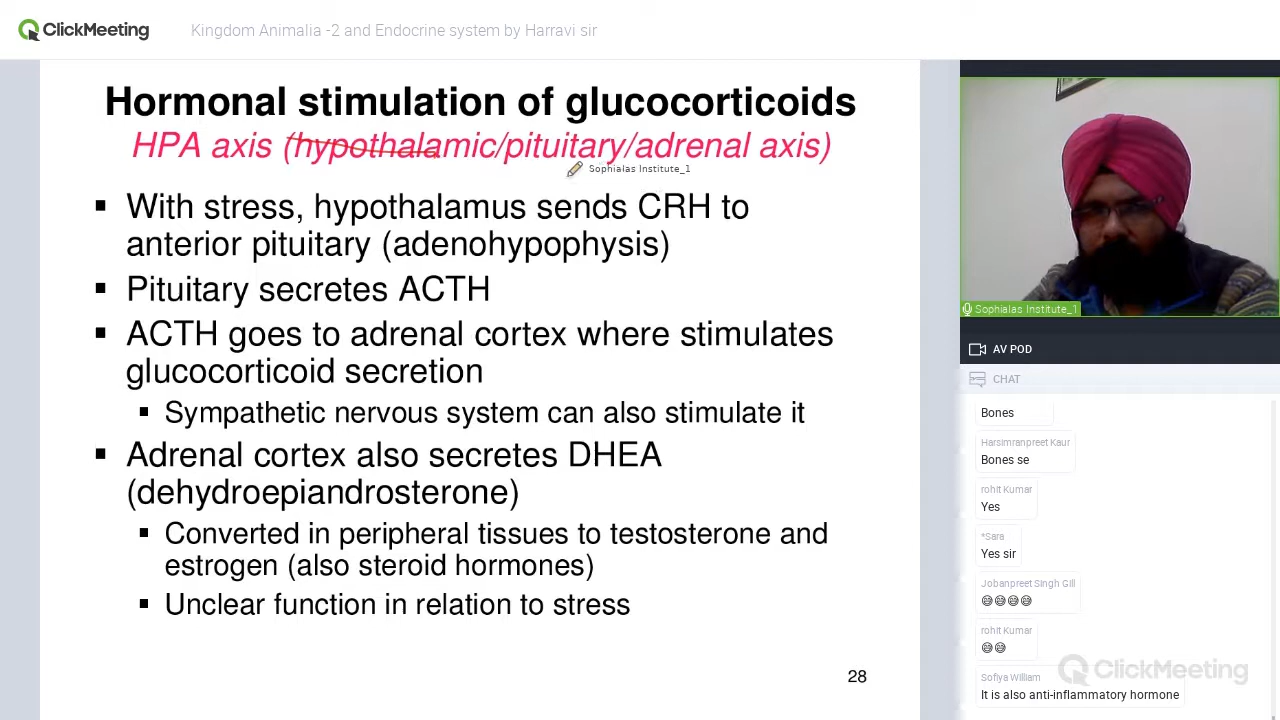 ClickMeeting
Kingdom Animalia -2 and Endocrine system by Harravi sir
Hormonal stimulation of glucocorticoids
HPA axis (hypothalamic/pituitary/adrenal axis)
Sophialas Institute_1
▪ With stress, hypothalamus sends CRH to
anterior pituitary (adenohypophysis)
▪ Pituitary secretes ACTH
▪ ACTH goes to adrenal cortex where stimulates
glucocorticoid secretion
▪ Sympathetic nervous system can also stimulate it
▪ Adrenal cortex also secretes DHEA
(dehydroepiandrosterone)
▪ Converted in peripheral tissues to testosterone and
estrogen (also steroid hormones)
▪ Unclear function in relation to stress
28
Sophialas Institute_1
AV POD
CHAT
Bones
Harsimranpreet Kaur
Bones se
rohit Kumar
Yes
*Sara
Yes sir
Jobanpreet Singh Gill
😅😅😅😅
rohit Kumar
😅😅
Sofiya William
It is also anti-inflammatory hormone
ClickMeeting